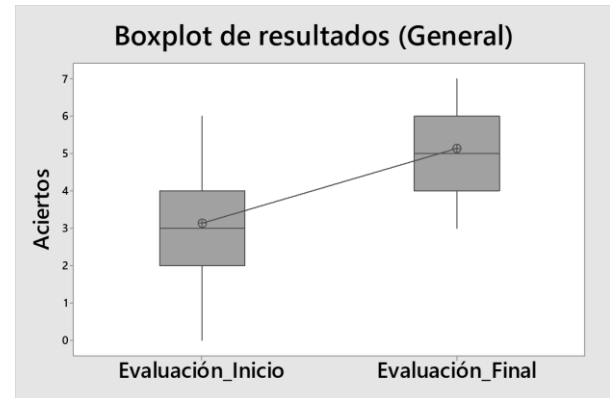 Boxplot de resultados (General)
7
6
5
4
3
2
1
0
Aciertos
Evaluación_Inicio
Evaluación_Final